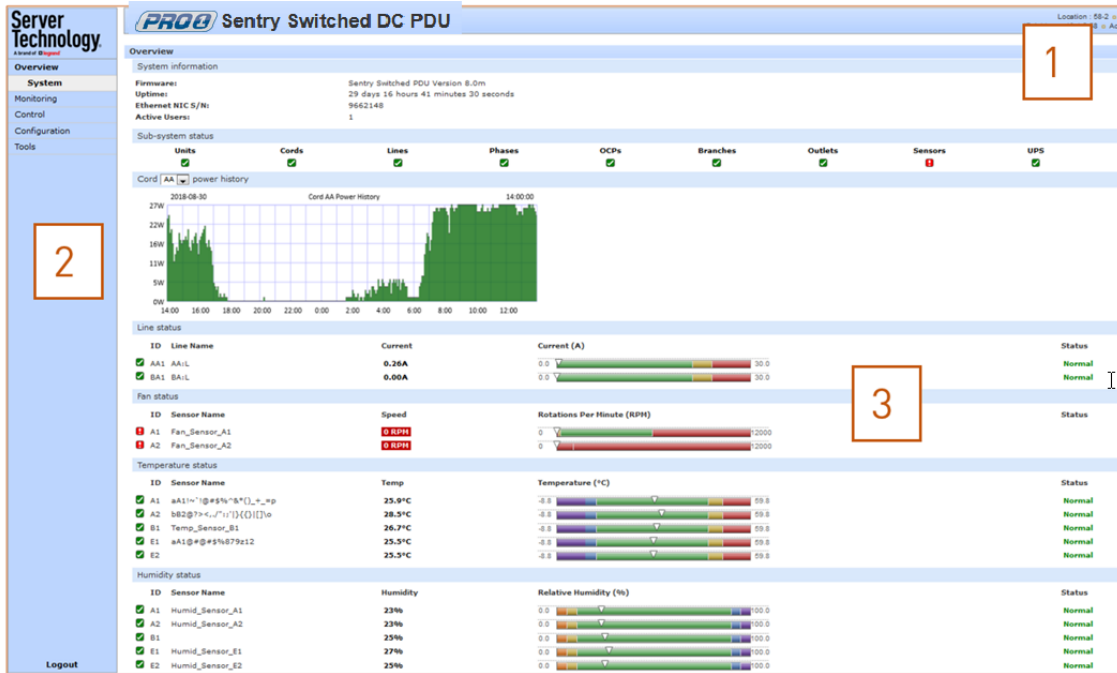 Server
Technology.
A brand of legrand
PRO2 Sentry Switched DC PDU
Location : 58-2
1
Overview
System
Monitoring
Control
Configuration
Tools
2
Logout
Overview
System information
Firmware: Sentry Switched PDU Version 8.0m
Uptime: 29 days 16 hours 41 minutes 30 seconds
Ethernet NIC S/N: 9662148
Active Users: 1
Sub-system status
Units Cords Lines Phases OCPs Branches Outlets Sensors UPS
Cord AA power history
2018-08-30 Cord AA Power History 14:00:00
27W
22W
16W
11W
5W
0W
14:00 16:00 18:00 20:00 22:00 0:00 2:00 4:00 6:00 8:00 10:00 12:00
Line status
ID Line Name Current Current (A) Status
AA1 AA:L 0.26A 0.0 30.0 Normal
BA1 BA:L 0.00A 0.0 30.0 Normal
3
Fan status
ID Sensor Name Speed Rotations Per Minute (RPM) Status
A1 Fan_Sensor_A1 0 RPM 0 12000
A2 Fan_Sensor_A2 0 RPM 0 12000
Temperature status
ID Sensor Name Temp Temperature (°C) Status
A1 25.9°C -8.8 59.8 Normal
A2 28.5°C -8.8 59.8 Normal
B1 Temp_Sensor_B1 26.7°C -8.8 59.8 Normal
E1 aA1@#@#$%879z12 25.5°C -8.8 59.8 Normal
E2 25.5°C -8.8 59.8 Normal
Humidity status
ID Sensor Name Humidity Relative Humidity (%) Status
A1 Humid_Sensor_A1 23% 0.0 100.0 Normal
A2 Humid_Sensor_A2 23% 0.0 100.0 Normal
B1 25% 0.0 100.0 Normal
E1 Humid_Sensor_E1 27% 0.0 100.0 Normal
E2 Humid_Sensor_E2 25% 0.0 100.0 Normal